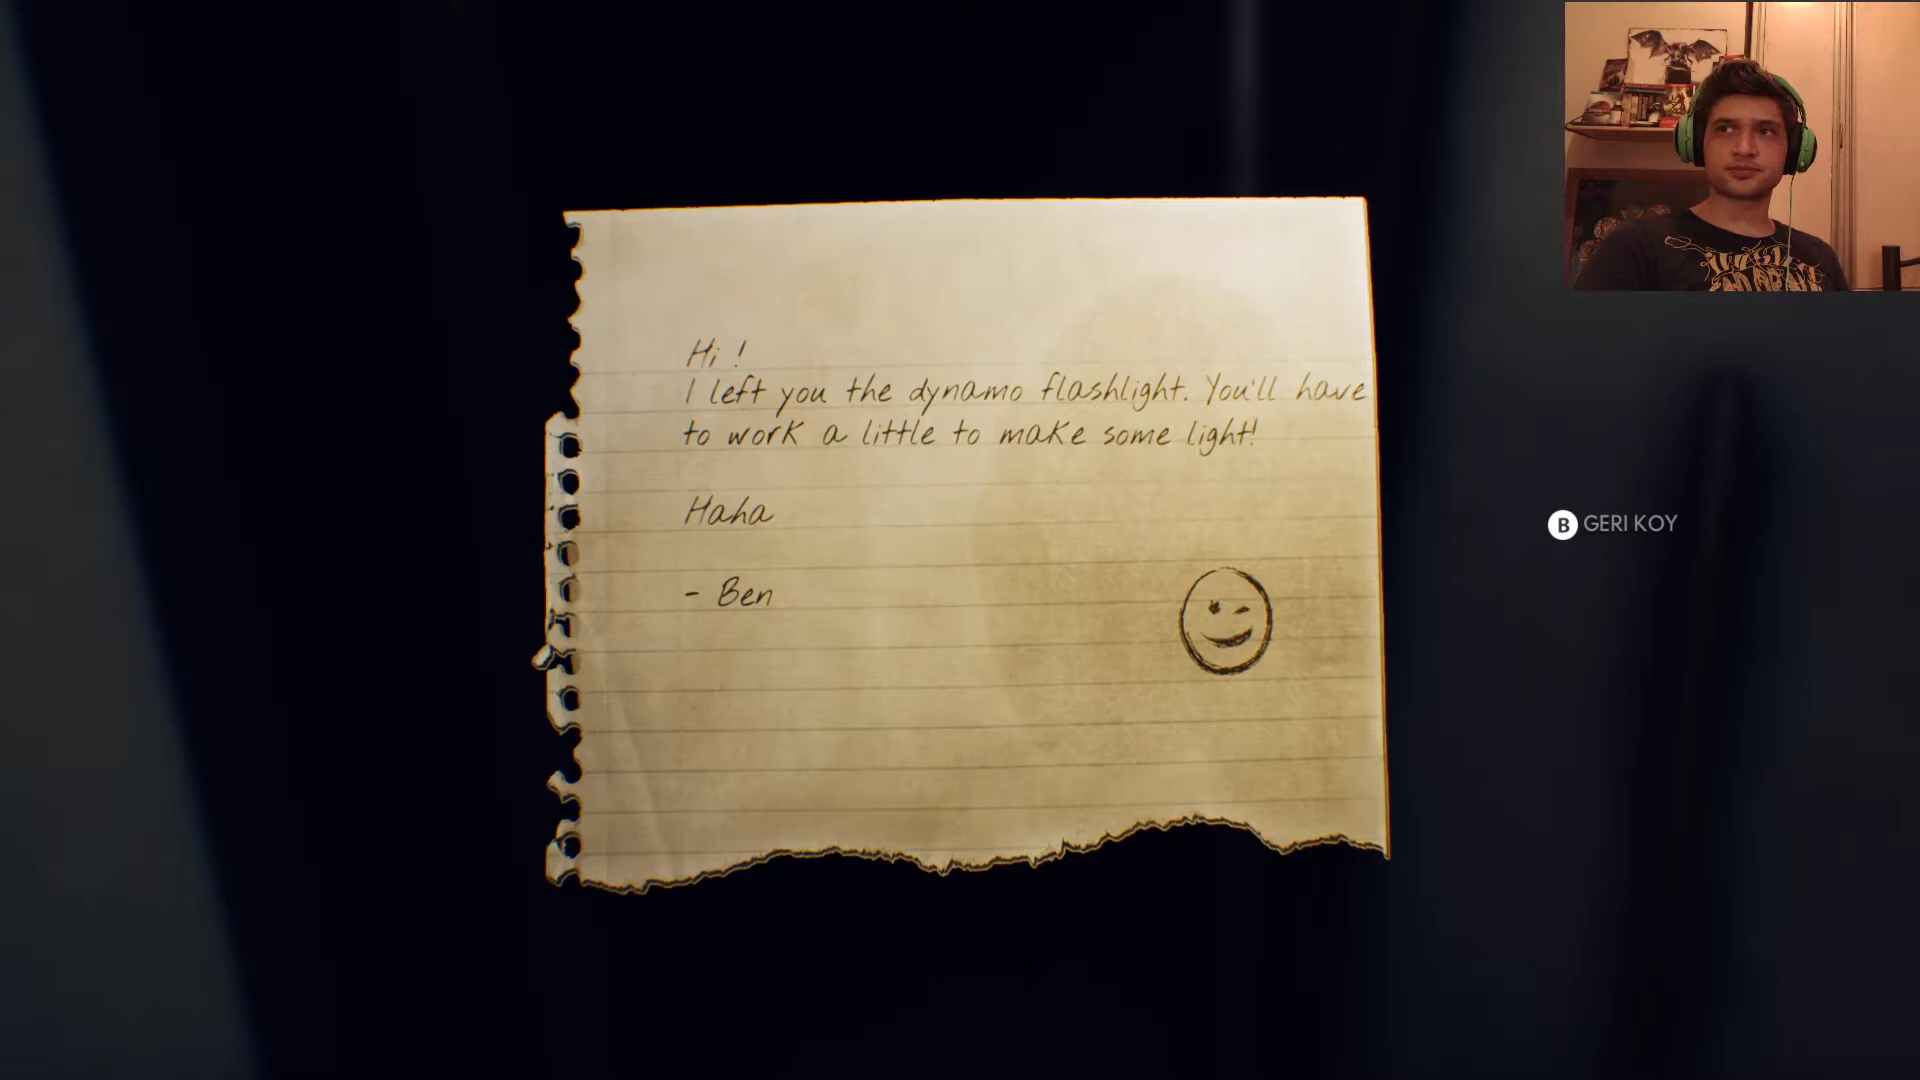 Hi !
I left you the dynamo flashlight. You'll have
to work a little to make some light!
Haha
- Ben
B GERI KOY